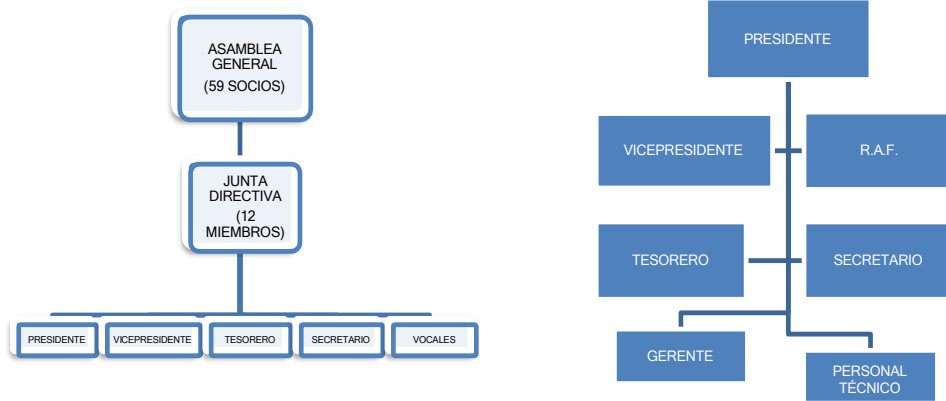 ASAMBLEA
GENERAL
(59 SOCIOS)
JUNTA
DIRECTIVA
(12
MIEMBROS)
PRESIDENTE
VICEPRESIDENTE
TESORERO
SECRETARIO
VOCALES
PRESIDENTE
VICEPRESIDENTE
R.A.F.
TESORERO
SECRETARIO
GERENTE
PERSONAL
TÉCNICO